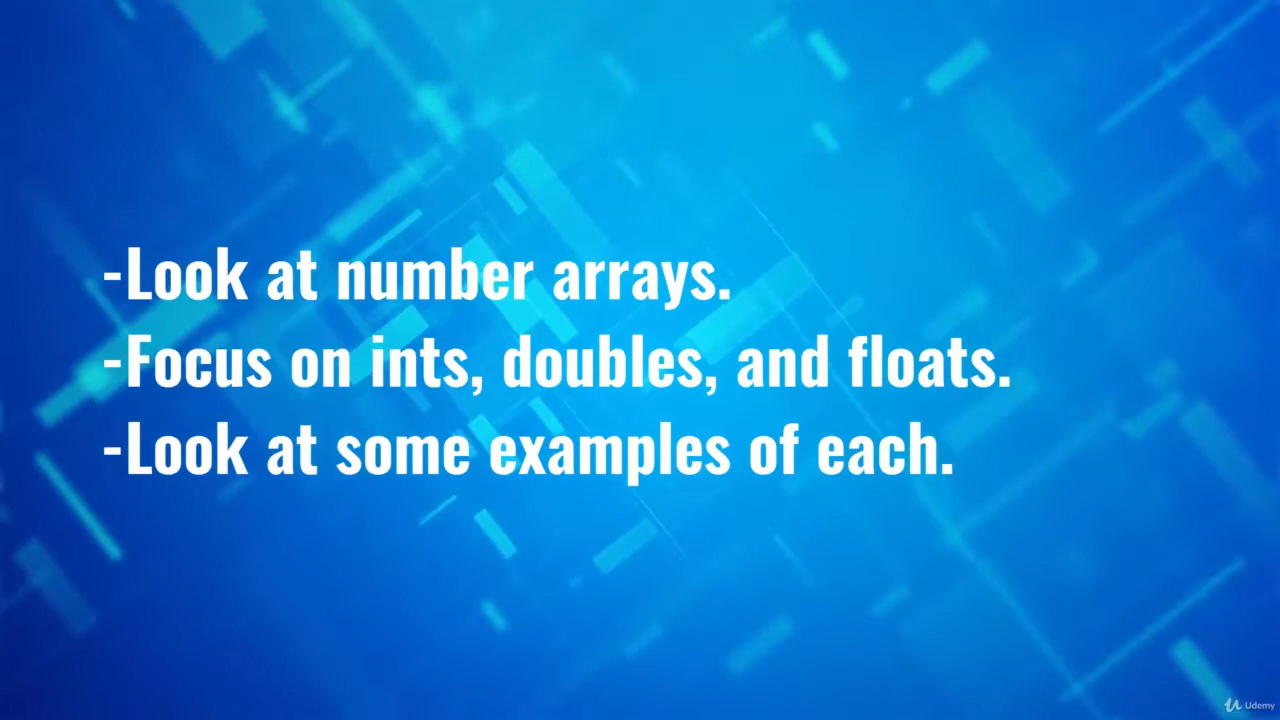 -Look at number arrays.
-Focus on ints, doubles, and floats.
-Look at some examples of each.
Udemy